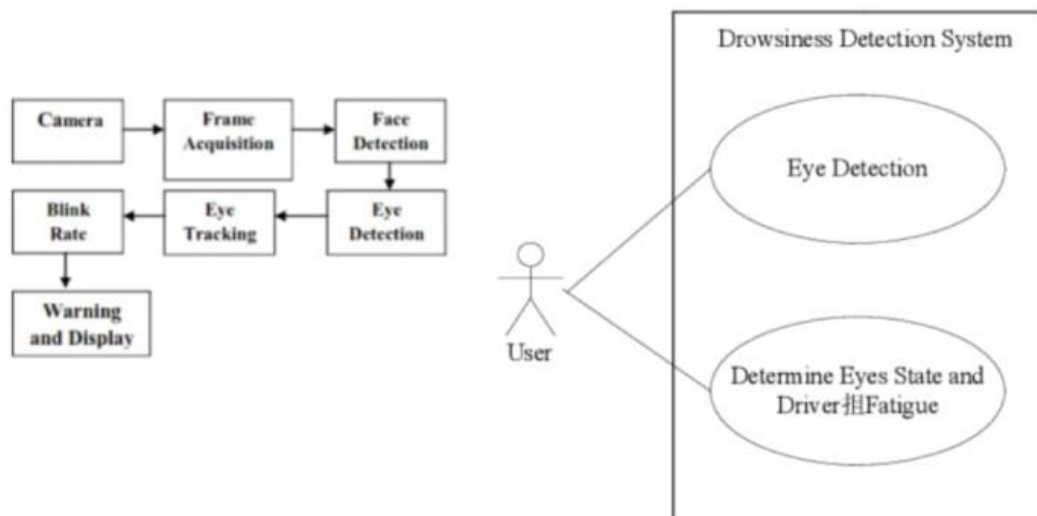 Camera
Frame
Acquisition
Face
Detection
Blink
Rate
Eye
Tracking
Eye
Detection
Warning
and Display
Drowsiness Detection System
Eye Detection
User
Determine Eyes State and
Driver担Fatigue